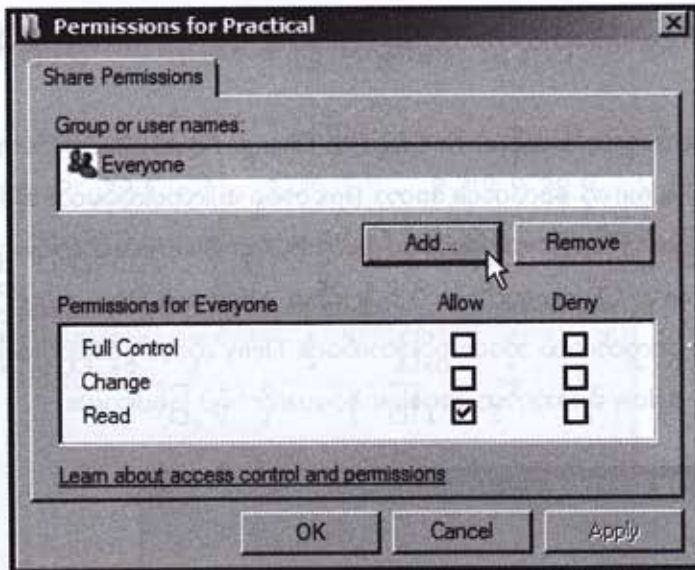 Permissions for Practical
Share Permissions
Group or user names:
Everyone
Add... Remove
Permissions for Everyone Allow Deny
Full Control
Change
Read
Learn about access control and permissions
OK Cancel Apply